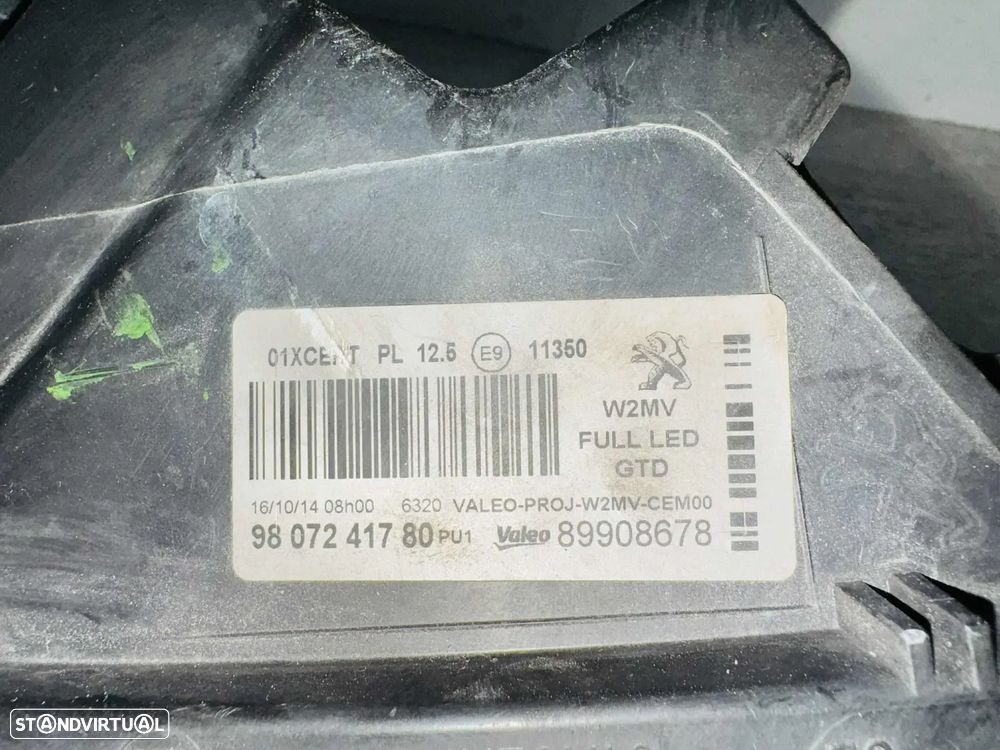 01XCENT PL 12.5 E9 11350
W2MV
FULL LED
GTD
16/10/14 08h00 6320 VALEO-PROJ-W2MV-CEM00
98 072 417 80 PU1 Valeo 89908678
STANDVIRTUAL